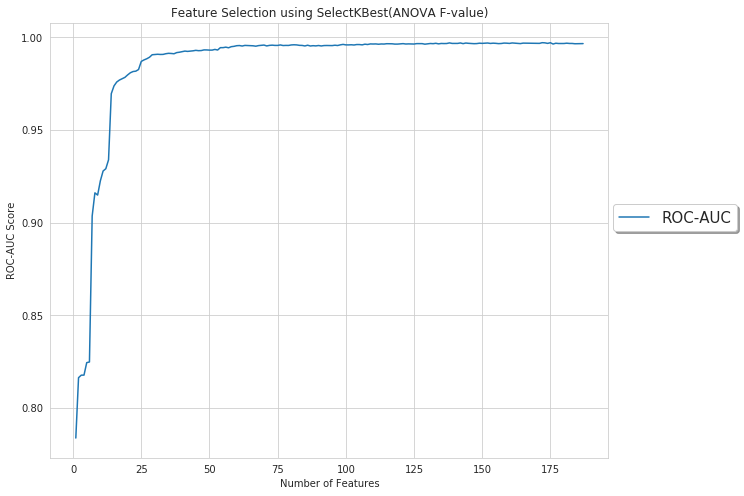 Feature Selection using SelectKBest(ANOVA F-value)
1.00
0.95
0.90
0.85
0.80
ROC-AUC Score
ROC-AUC
0 25 50 75 100 125 150 175
Number of Features